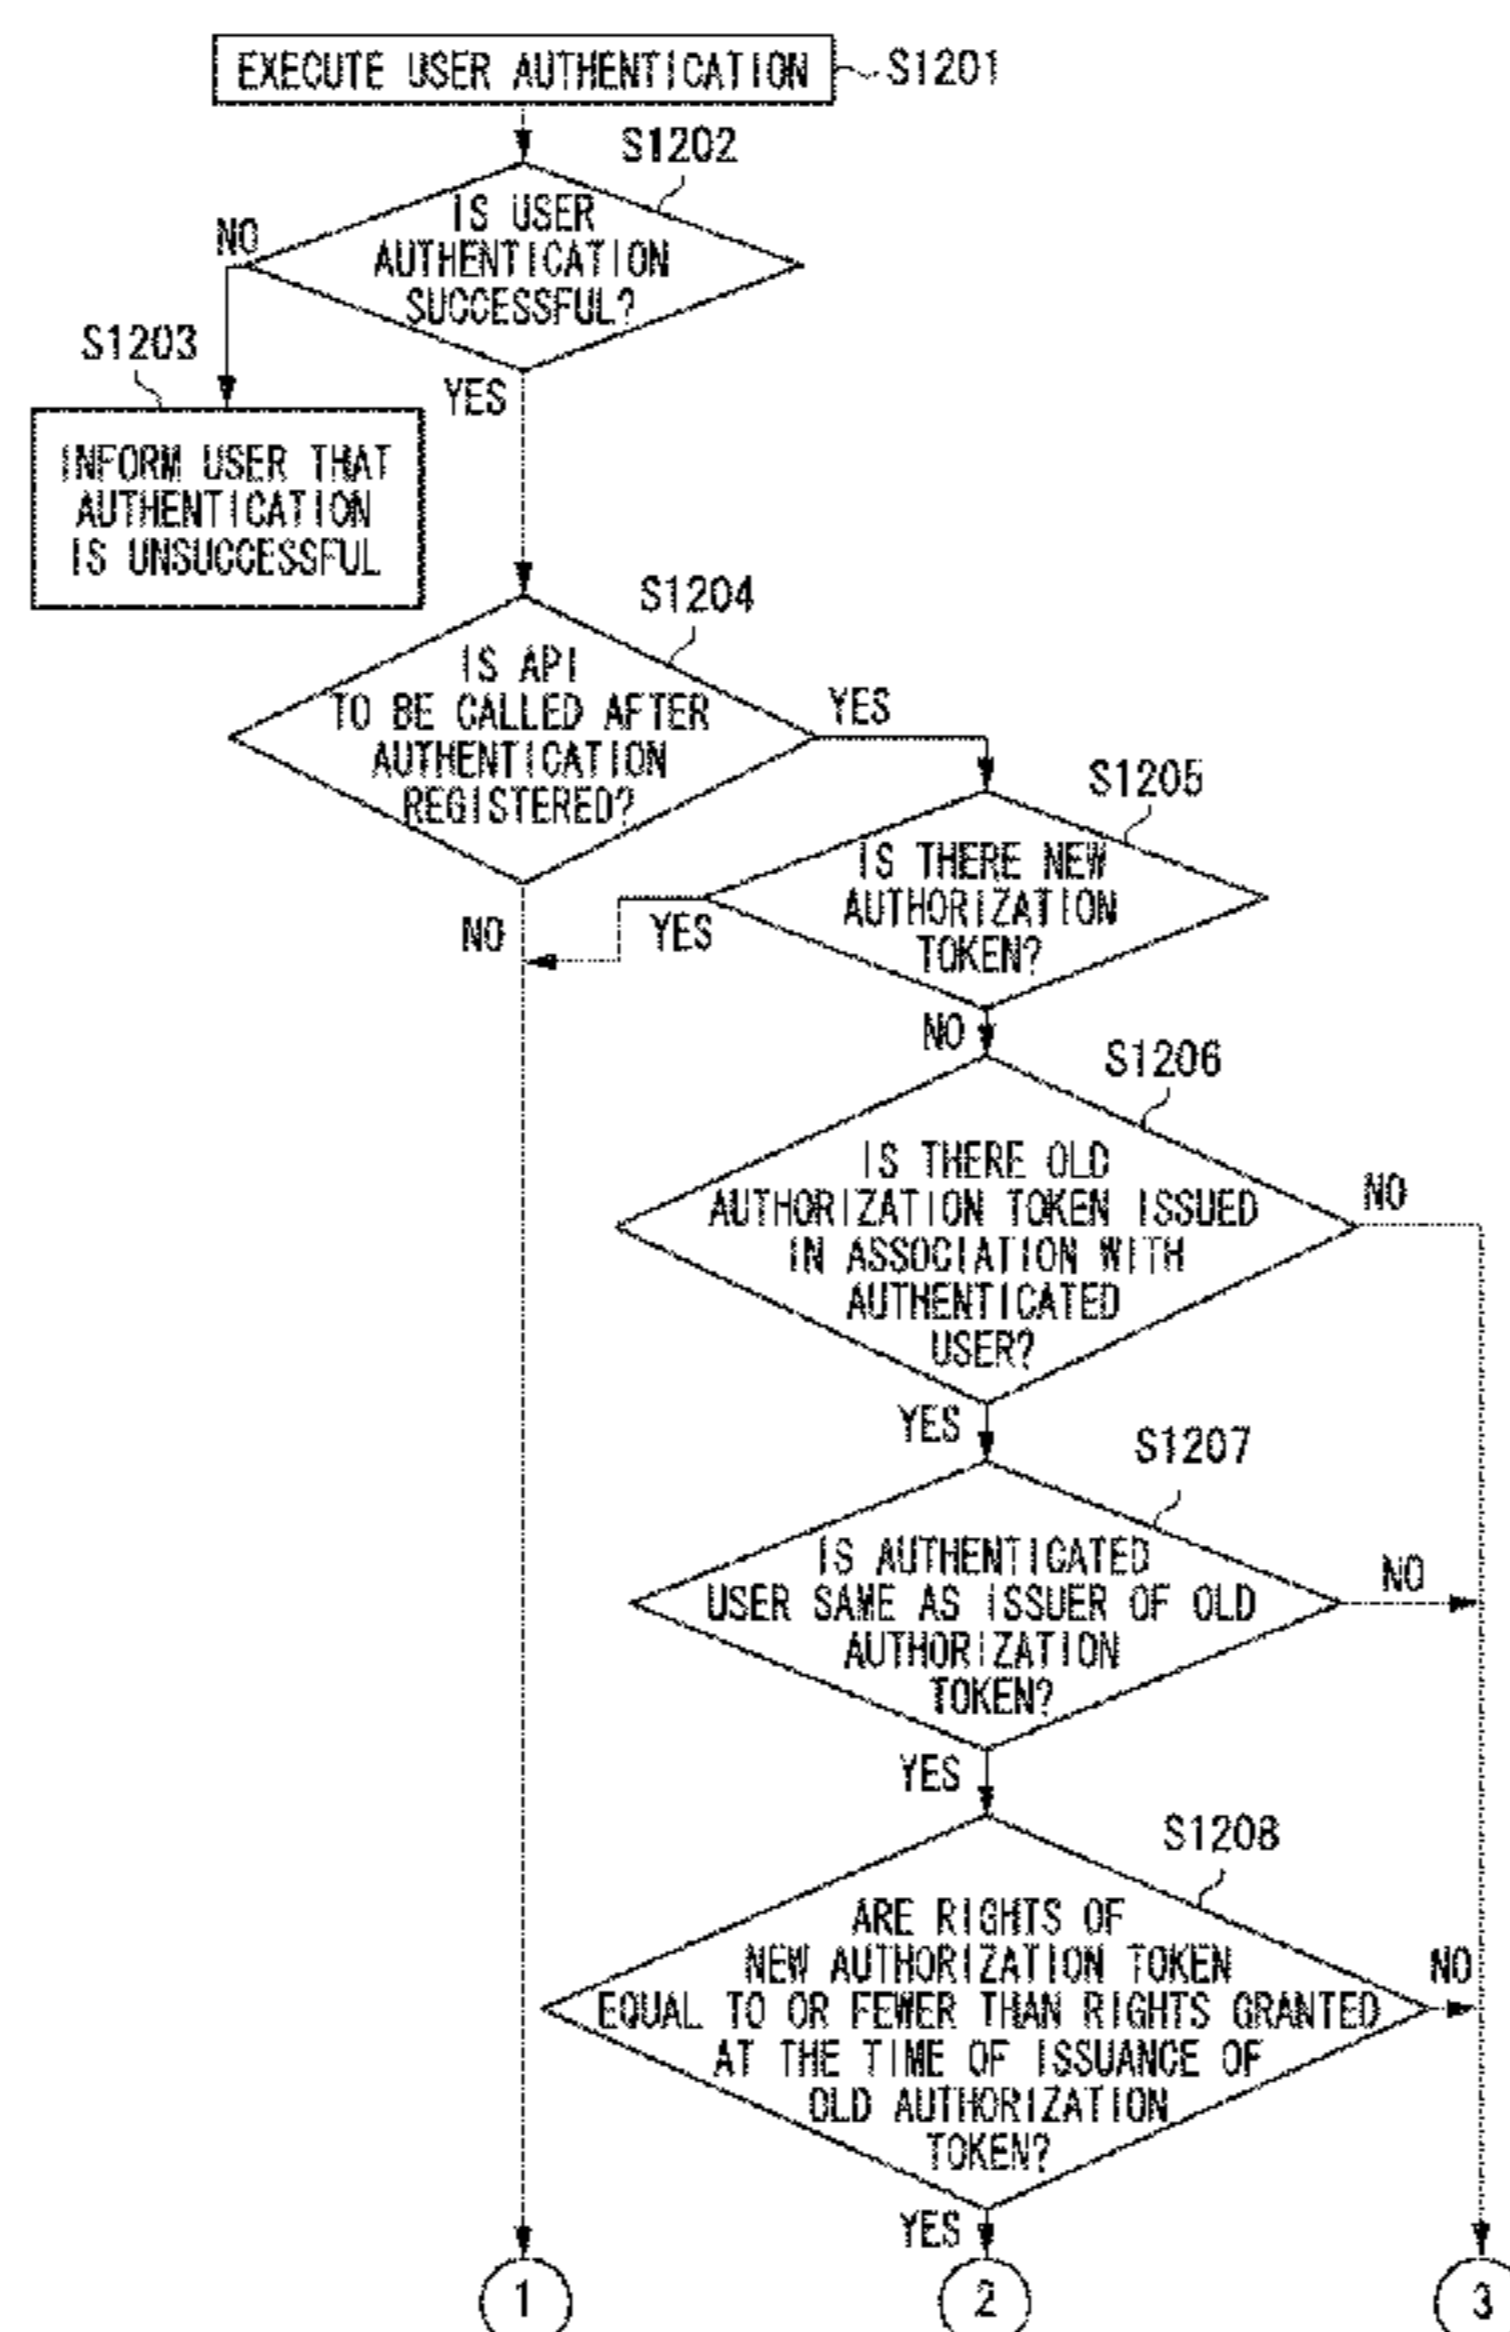 EXECUTE USER AUTHENTICATION
S1201
S1202
IS USER
AUTHENTICATION
SUCCESSFUL?
NO
YES
S1203
INFORM USER THAT
AUTHENTICATION
IS UNSUCCESSFUL
S1204
IS API
TO BE CALLED AFTER
AUTHENTICATION
REGISTERED?
YES
NO
S1205
IS THERE NEW
AUTHORIZATION
TOKEN?
YES
NO
S1206
IS THERE OLD
AUTHORIZATION TOKEN ISSUED
IN ASSOCIATION WITH
AUTHENTICATED
USER?
NO
YES
S1207
IS AUTHENTICATED
USER SAME AS ISSUER OF OLD
AUTHORIZATION
TOKEN?
NO
YES
S1208
ARE RIGHTS OF
NEW AUTHORIZATION TOKEN
EQUAL TO OR FEWER THAN RIGHTS GRANTED
AT THE TIME OF ISSUANCE OF
OLD AUTHORIZATION
TOKEN?
NO
YES
1
2
3